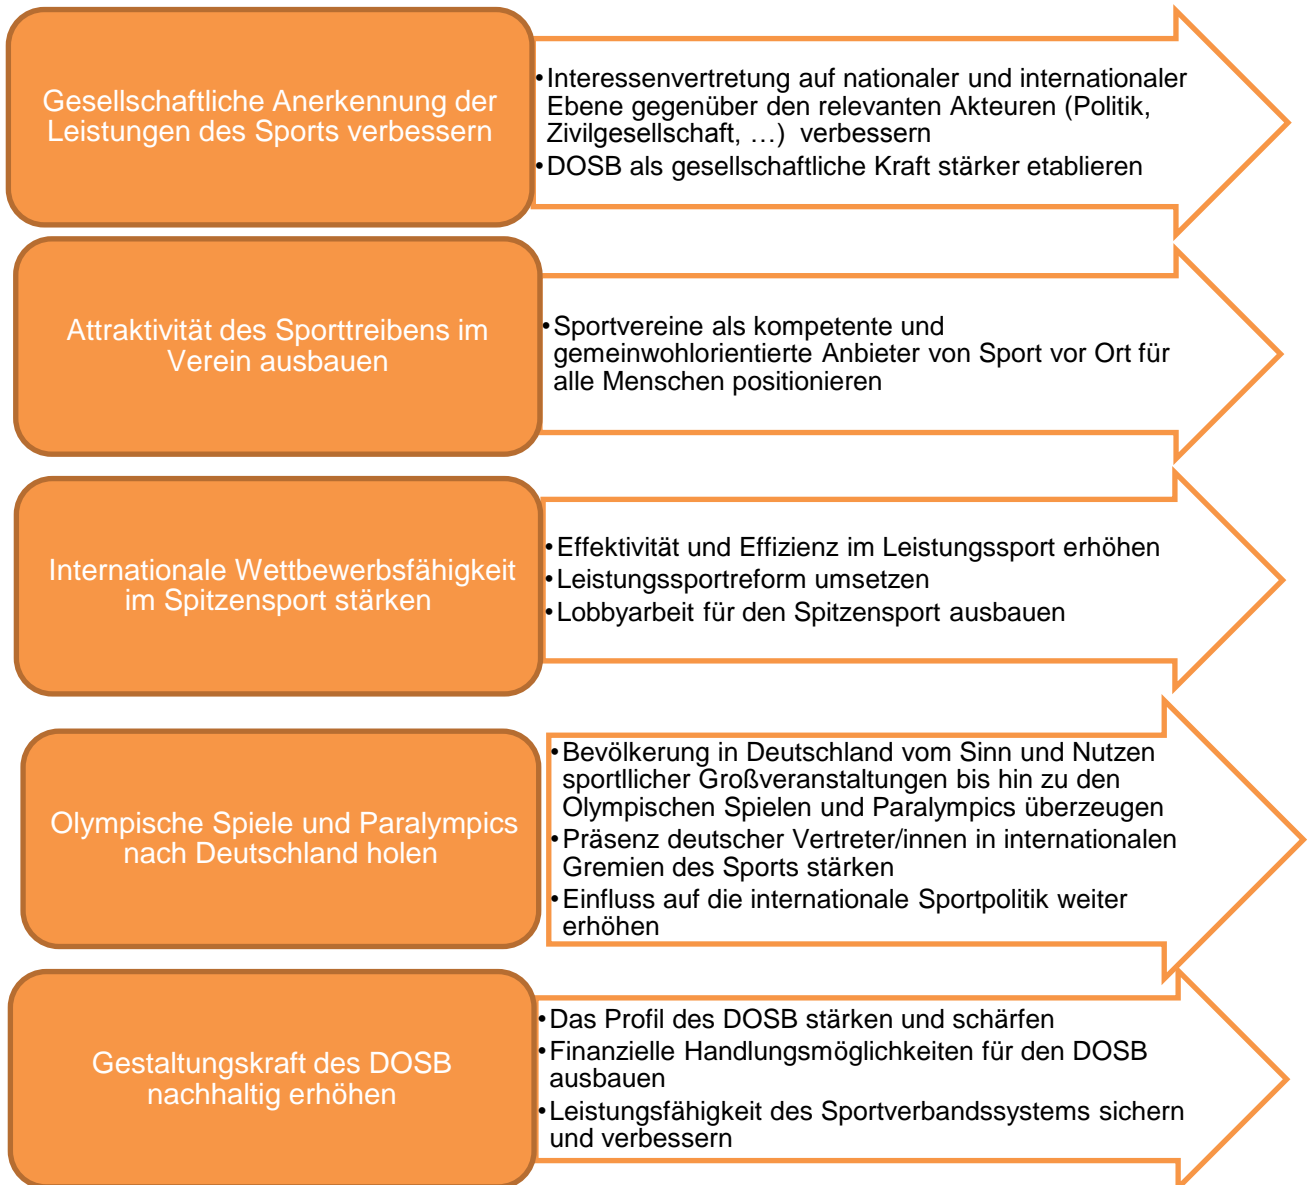 Gesellschaftliche Anerkennung der
Leistungen des Sports verbessern
•Interessenvertretung auf nationaler und internationaler
Ebene gegenüber den relevanten Akteuren (Politik,
Zivilgesellschaft, …)  verbessern
•DOSB als gesellschaftliche Kraft stärker etablieren
Attraktivität des Sporttreibens im
Verein ausbauen
•Sportvereine als kompetente und
gemeinwohlorientierte Anbieter von Sport vor Ort für
alle Menschen positionieren
Internationale Wettbewerbsfähigkeit
im Spitzensport stärken
•Effektivität und Effizienz im Leistungssport erhöhen
•Leistungssportreform umsetzen
•Lobbyarbeit für den Spitzensport ausbauen
Olympische Spiele und Paralympics
nach Deutschland holen
•Bevölkerung in Deutschland vom Sinn und Nutzen
sportllicher Großveranstaltungen bis hin zu den
Olympischen Spielen und Paralympics überzeugen
•Präsenz deutscher Vertreter/innen in internationalen
Gremien des Sports stärken
•Einfluss auf die internationale Sportpolitik weiter
erhöhen
Gestaltungskraft des DOSB
nachhaltig erhöhen
•Das Profil des DOSB stärken und schärfen
•Finanzielle Handlungsmöglichkeiten für den DOSB
ausbauen
•Leistungsfähigkeit des Sportverbandssystems sichern
und verbessern